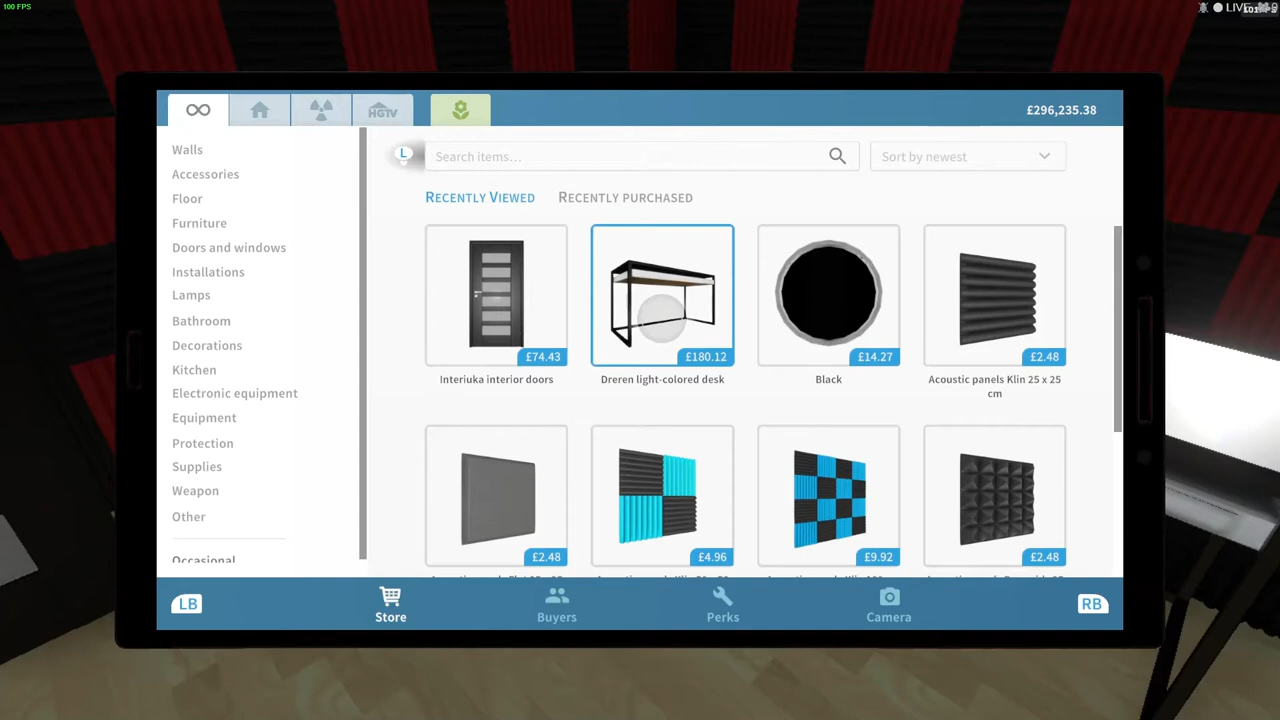 100 FPS
LIVE
HGTV
£296,235.38
Walls
Accessories
Floor
Furniture
Doors and windows
Installations
Lamps
Bathroom
Decorations
Kitchen
Electronic equipment
Equipment
Protection
Supplies
Weapon
Other
Occasional
L
Search items...
Sort by newest
RECENTLY VIEWED
RECENTLY PURCHASED
£74.43
£180.12
£14.27
£2.48
Interiuka interior doors
Dreren light-colored desk
Black
Acoustic panels Klin 25 x 25
cm
£2.48
£4.96
£9.92
£2.48
LB
Store
Buyers
Perks
Camera
RB